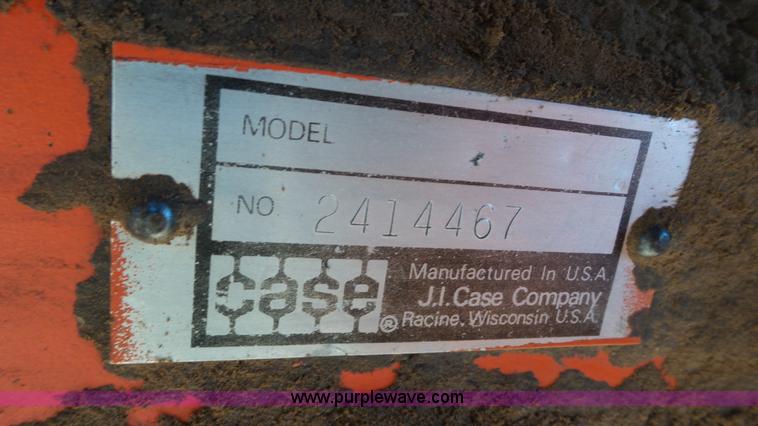 MODEL
NO. 2414467
case
Manufactured In U.S.A.
J.I. Case Company
® Racine, Wisconsin U.S.A.
www.purplewave.com